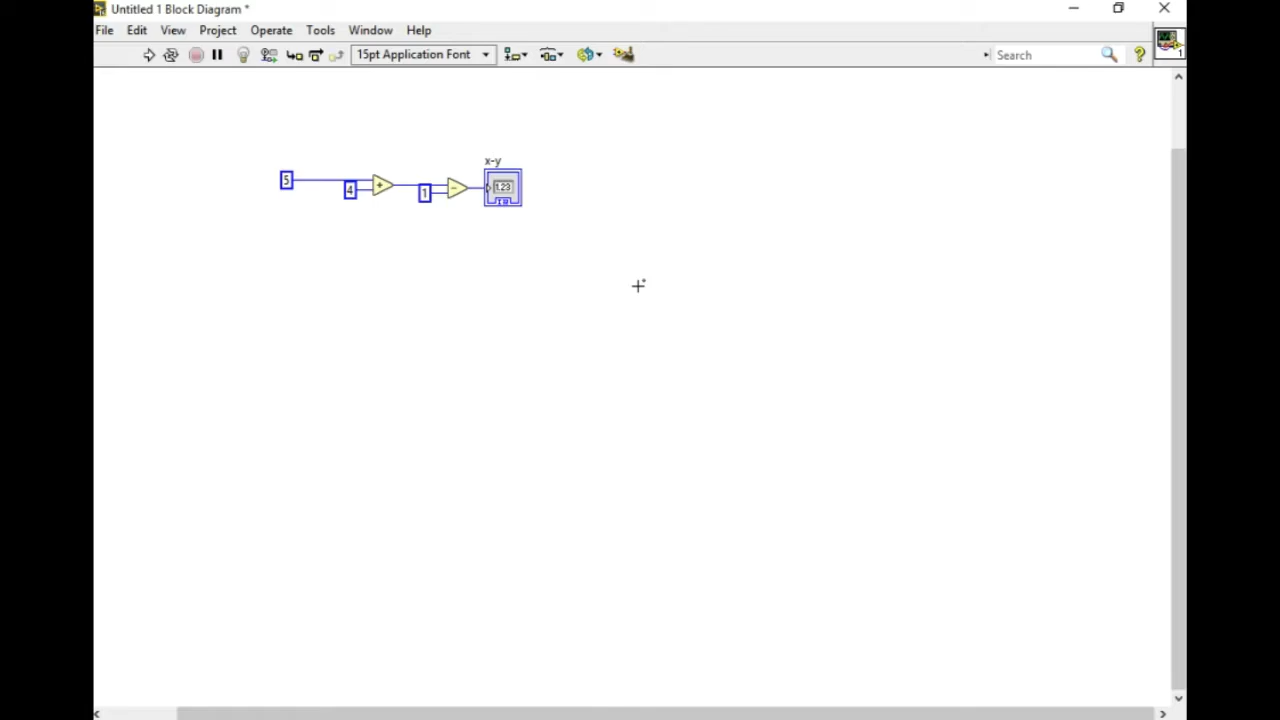 Untitled 1 Block Diagram *
File Edit View Project Operate Tools Window Help
15pt Application Font
Search
?
1
x-y
5
4
+
1
-
1.23